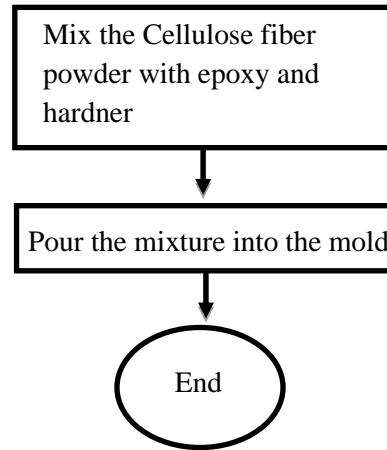 Mix the Cellulose fiber
powder with epoxy and
hardner
Pour the mixture into the mold
End